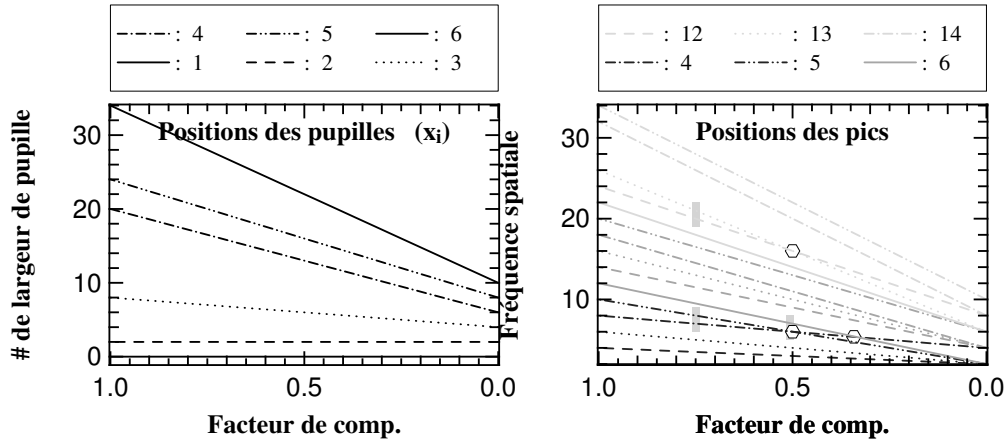 : 4 : 5 : 6
: 1 : 2 : 3
: 12 : 13 : 14
: 4 : 5 : 6
Positions des pupilles (xi)
# de largeur de pupille
30
20
10
0
1.0 0.5 0.0
Facteur de comp.
Positions des pics
Fréquence spatiale
30
20
10
1.0 0.5 0.0
Facteur de comp.